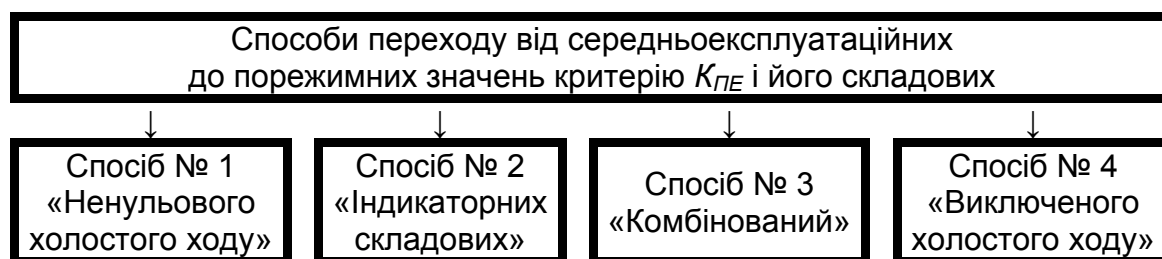 Способи переходу від середньоексплуатаційних
до порежимних значень критерію К_ПЕ і його складових
↓ ↓ ↓ ↓
Спосіб № 1
«Ненульового
холостого ходу»
Спосіб № 2
«Індикаторних
складових»
Спосіб № 3
«Комбінований»
Спосіб № 4
«Виключеного
холостого ходу»